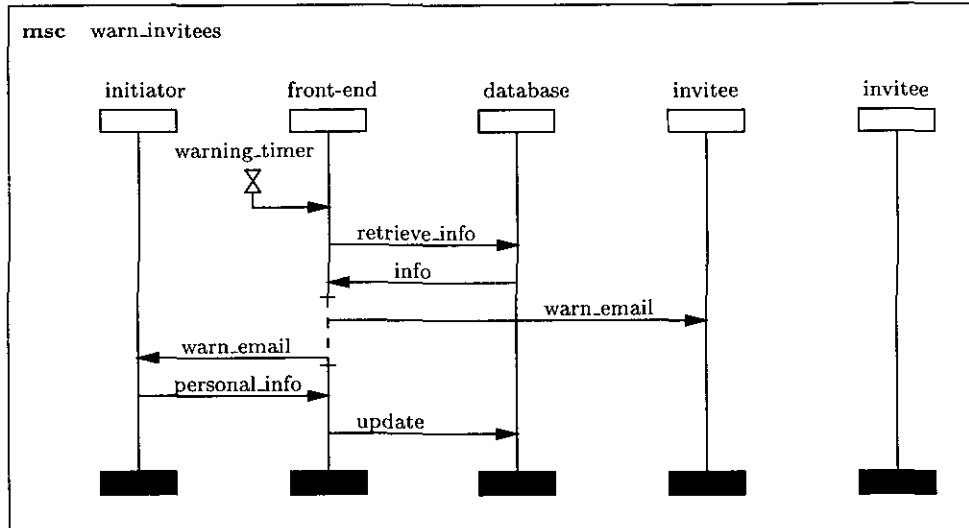 msc warn_invitees
initiator front-end database invitee invitee
warning_timer
retrieve_info
info
warn_email
warn_email
personal_info
update